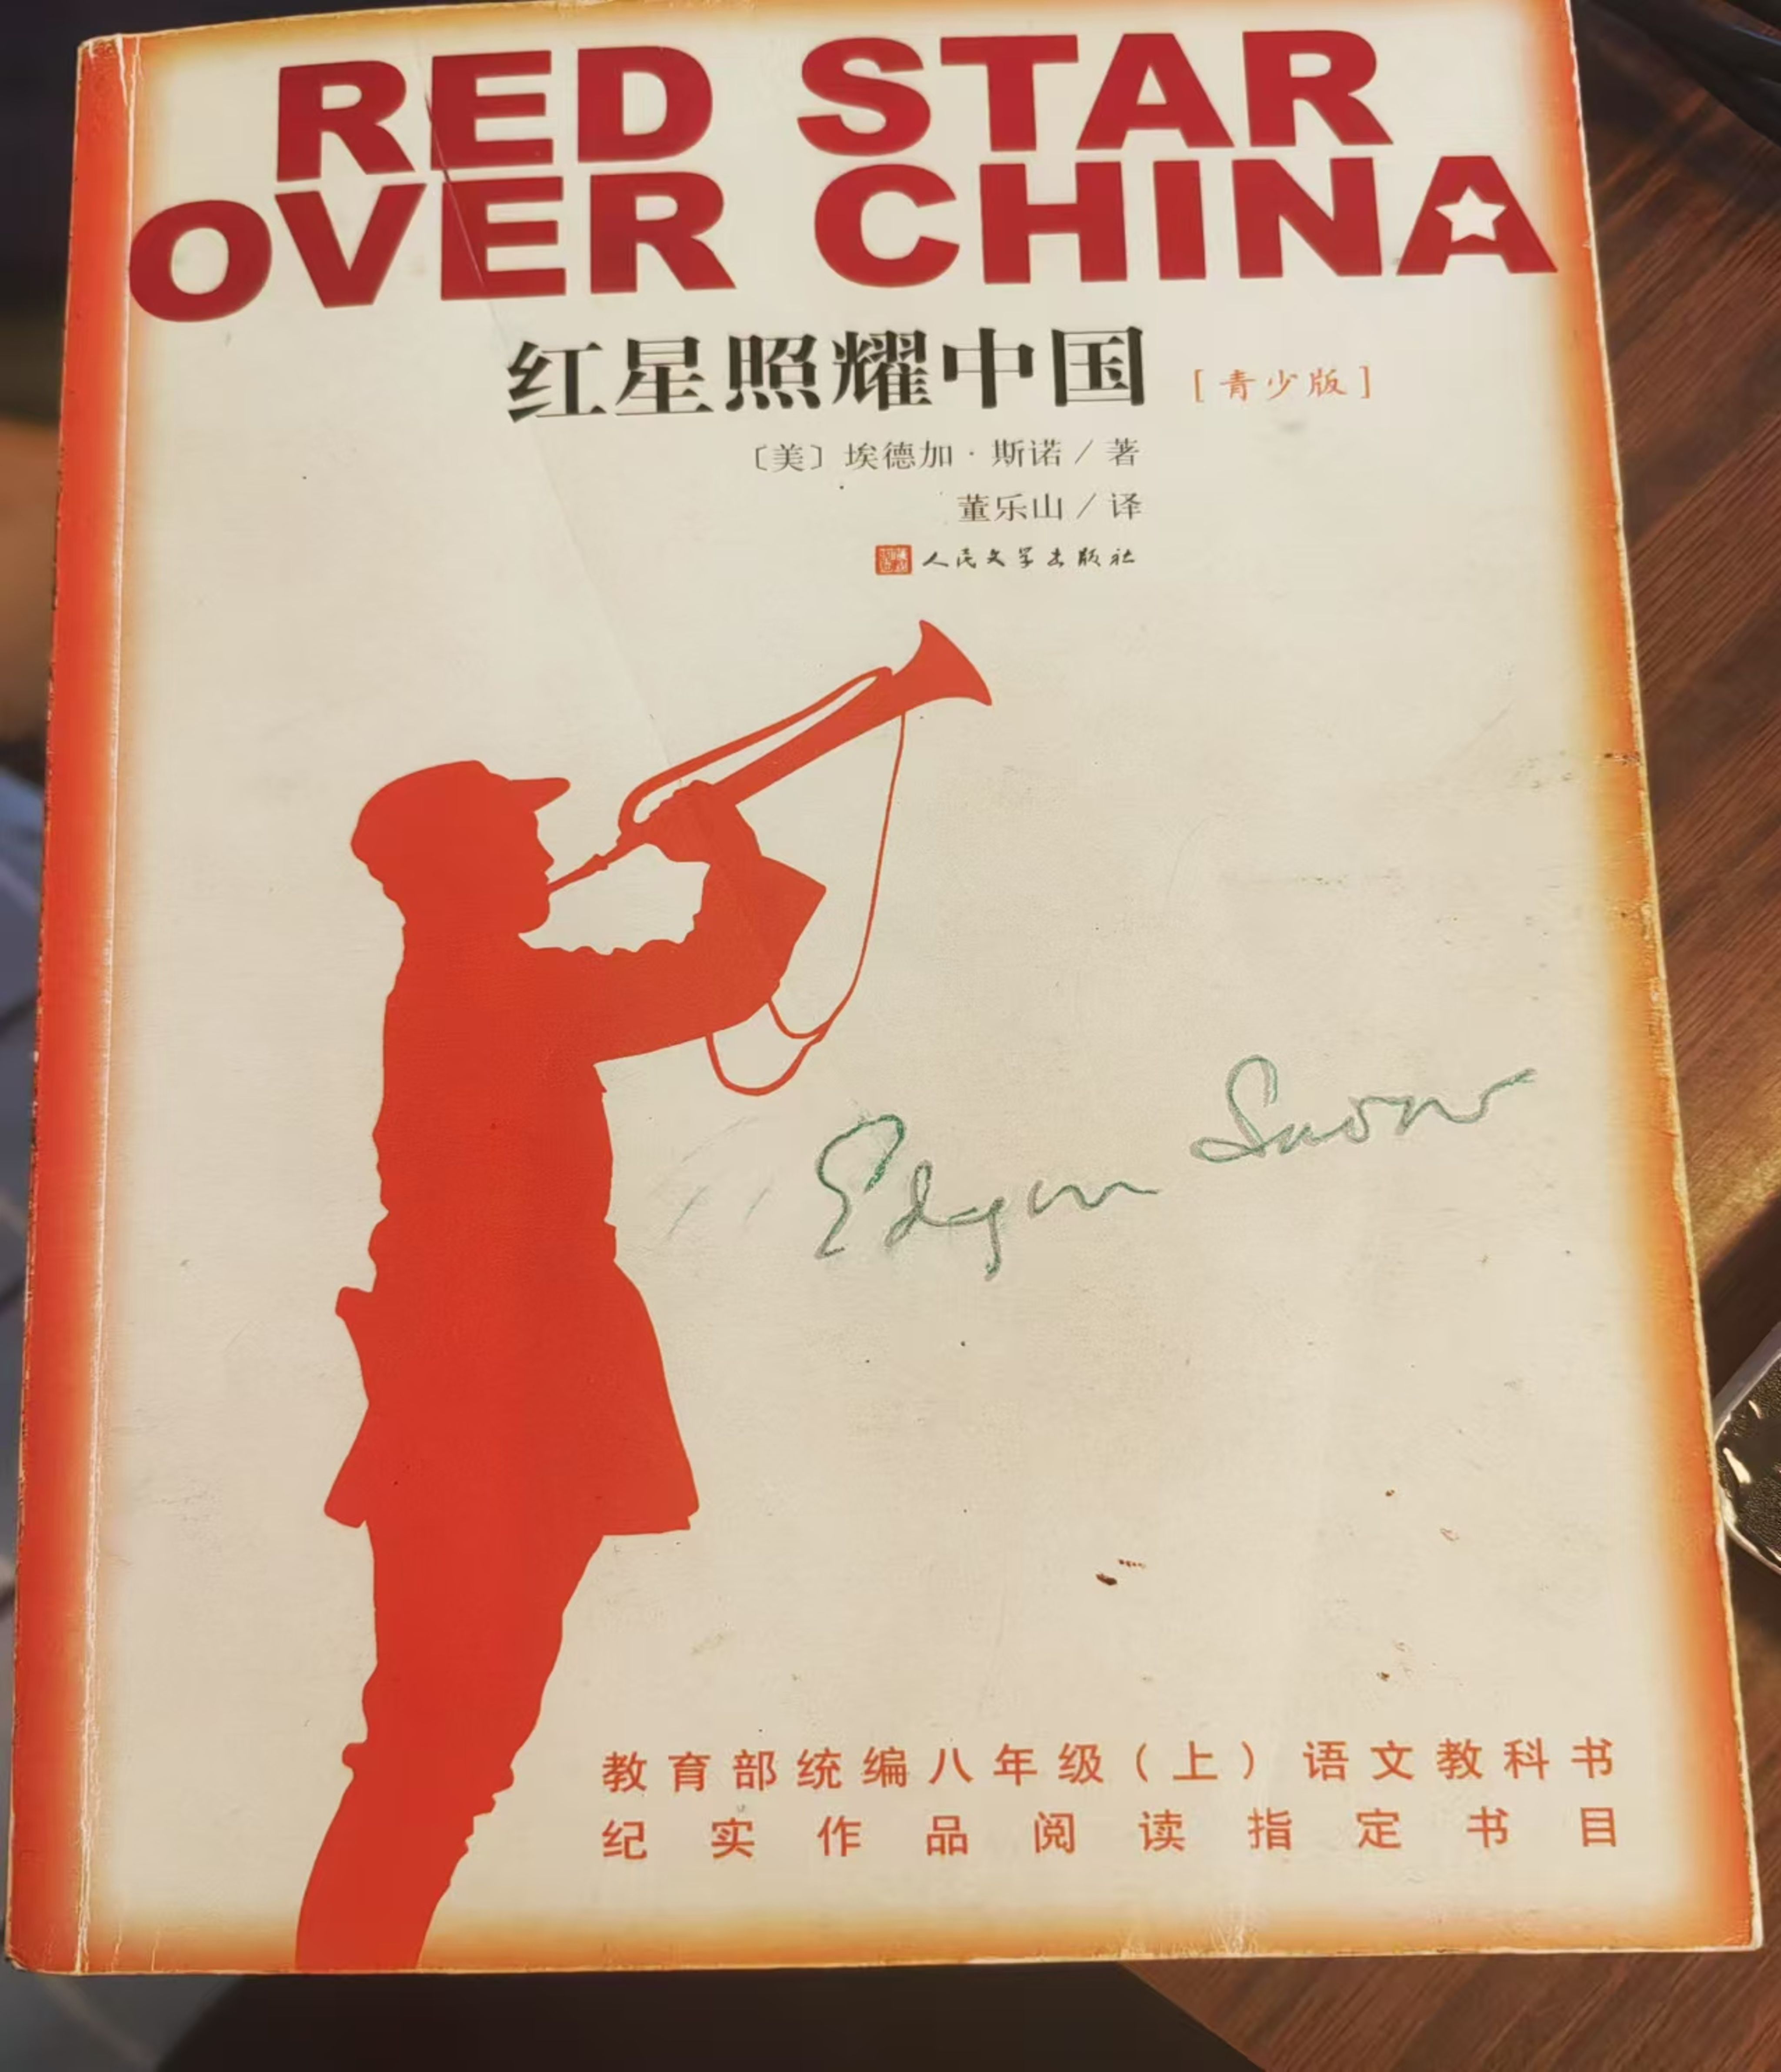 RED STAR
OVER CHINA
红星照耀中国 [青少版]
〔美〕埃德加·斯诺/著
董乐山/译
人民文学出版社
Edgar Snow
教育部统编八年级(上)语文教科书
纪实作品阅读指定书目